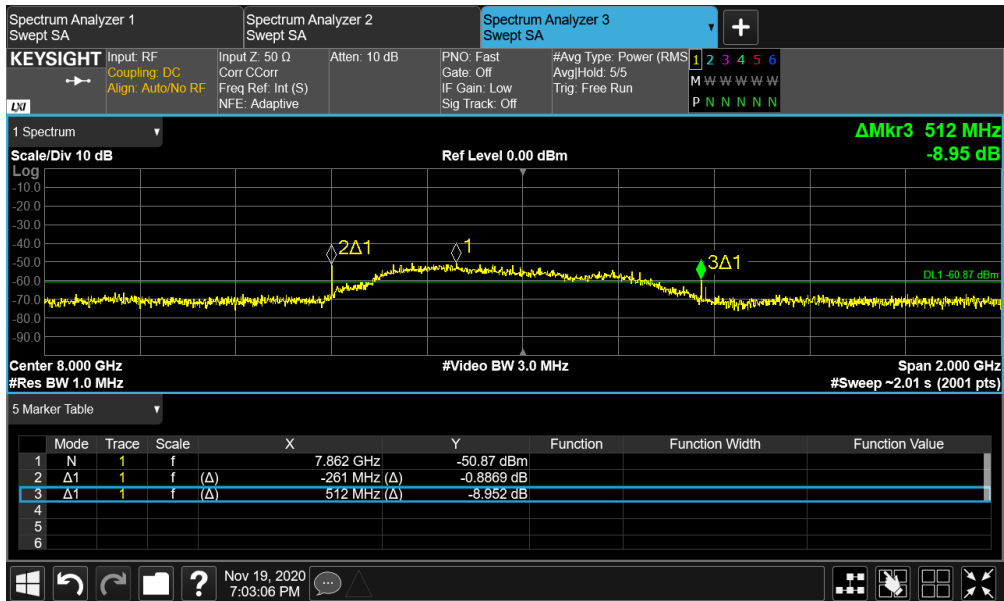 Spectrum Analyzer 1
Swept SA
Spectrum Analyzer 2
Swept SA
Spectrum Analyzer 3
Swept SA
KEYSIGHT
LXI
Input: RF
Coupling: DC
Align: Auto/No RF
Input Z: 50 Ω
Corr CCorr
Freq Ref: Int (S)
NFE: Adaptive
Atten: 10 dB
PNO: Fast
Gate: Off
IF Gain: Low
Sig Track: Off
#Avg Type: Power (RMS
Avg|Hold: 5/5
Trig: Free Run
1 2 3 4 5 6
M W W W W W
P N N N N N
1 Spectrum
ΔMkr3 512 MHz
-8.95 dB
Scale/Div 10 dB
Ref Level 0.00 dBm
Log
-10.0
-20.0
-30.0
-40.0
2Δ1
1
-50.0
3Δ1
DL1 -60.87 dBm
-60.0
-70.0
-80.0
-90.0
Center 8.000 GHz
#Video BW 3.0 MHz
Span 2.000 GHz
#Res BW 1.0 MHz
#Sweep ~2.01 s (2001 pts)
5 Marker Table
Mode Trace Scale X Y Function Function Width Function Value
1 N 1 f 7.862 GHz -50.87 dBm
2 Δ1 1 f (Δ) -261 MHz (Δ) -0.8869 dB
3 Δ1 1 f (Δ) 512 MHz (Δ) -8.952 dB
4
5
6
Nov 19, 2020
7:03:06 PM